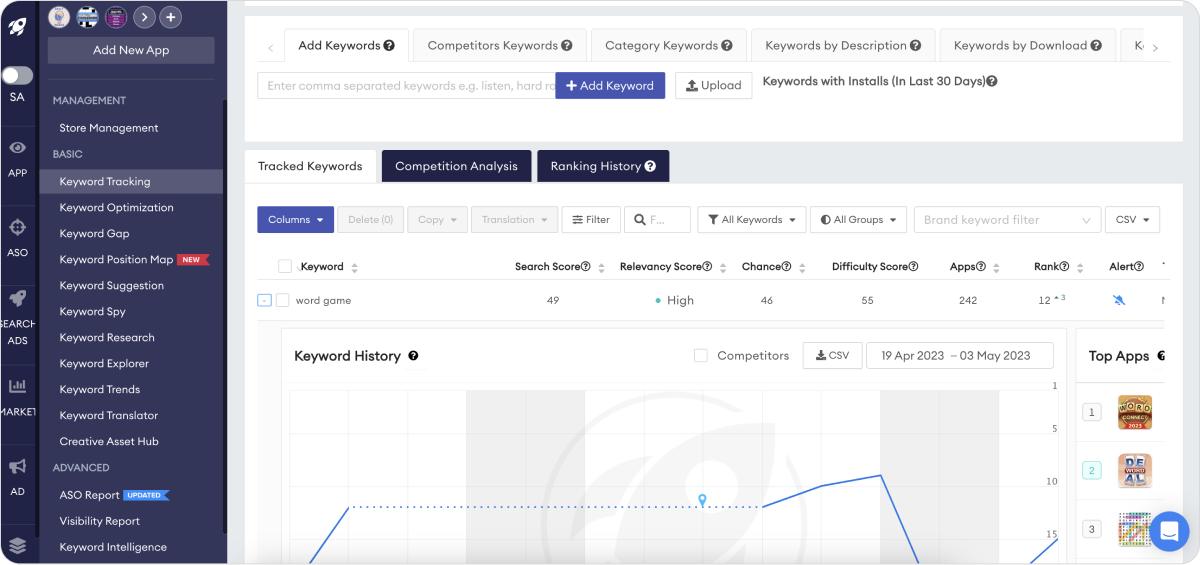 SA
APP
ASO
SEARCH
ADS
MARKET
AD
Add New App
MANAGEMENT
Store Management
BASIC
Keyword Tracking
Keyword Optimization
Keyword Gap
Keyword Position Map NEW
Keyword Suggestion
Keyword Spy
Keyword Research
Keyword Explorer
Keyword Trends
Keyword Translator
Creative Asset Hub
ADVANCED
ASO Report UPDATED
Visibility Report
Keyword Intelligence
Add Keywords ? Competitors Keywords ? Category Keywords ? Keywords by Description ? Keywords by Download ? K
Enter comma separated keywords e.g. listen, hard ro + Add Keyword Upload Keywords with Installs (In Last 30 Days) ?
Tracked Keywords Competition Analysis Ranking History ?
Columns Delete (0) Copy Translation Filter F... All Keywords All Groups Brand keyword filter CSV
Keyword Search Score ? Relevancy Score ? Chance ? Difficulty Score ? Apps ? Rank ? Alert ?
- word game 49 High 46 55 242 12 3
Keyword History ? Competitors CSV 19 Apr 2023 – 03 May 2023
1
5
10
15
Top Apps ?
1 WORD CONNECT 2023
2 DE WORD AL
3